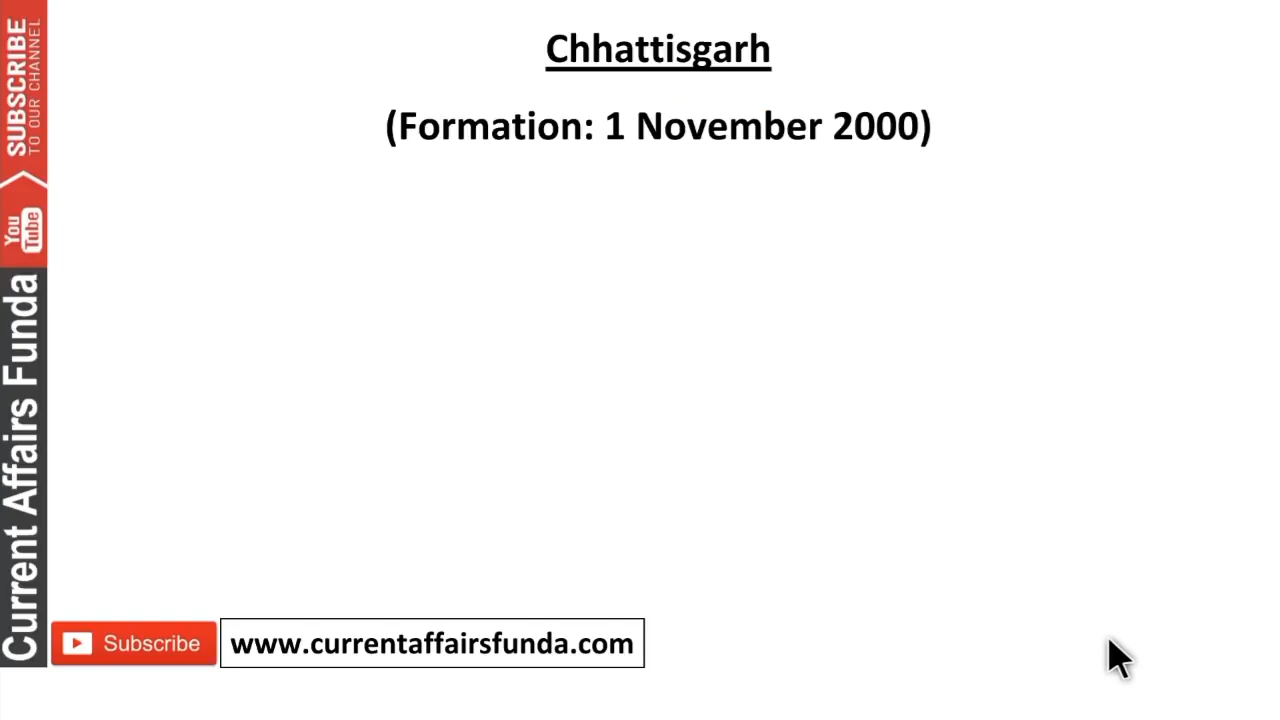 Chhattisgarh
(Formation: 1 November 2000)
SUBSCRIBE
TO OUR CHANNEL
You
Tube
Current Affairs Funda
Subscribe
www.currentaffairsfunda.com